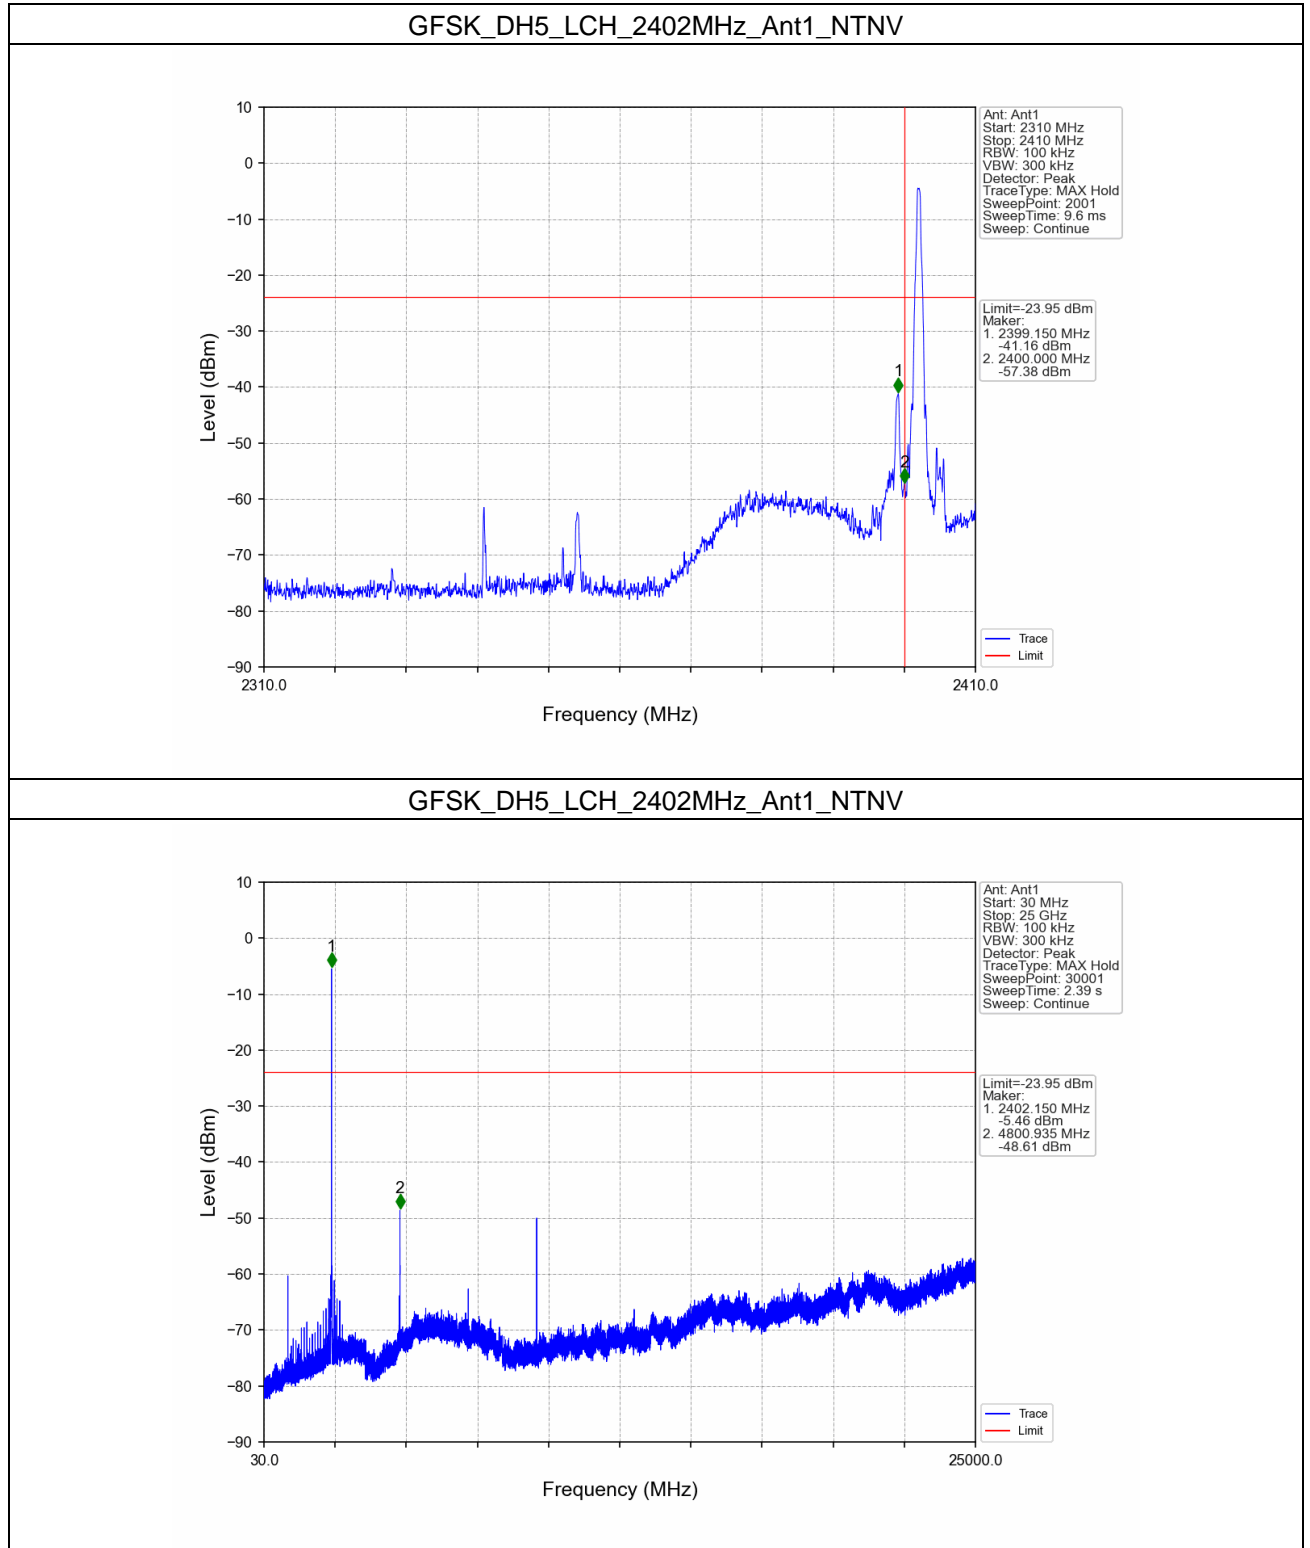 GFSK_DH5_LCH_2402MHz_Ant1_NTNV
10
0
−10
−20
−30
−40
−50
−60
−70
−80
−90
Level (dBm)
2310.0
2410.0
Frequency (MHz)
1
2
Ant: Ant1
Start: 2310 MHz
Stop: 2410 MHz
RBW: 100 kHz
VBW: 300 kHz
Detector: Peak
TraceType: MAX Hold
SweepPoint: 2001
SweepTime: 9.6 ms
Sweep: Continue
Limit=-23.95 dBm
Maker:
1. 2399.150 MHz
-41.16 dBm
2. 2400.000 MHz
-57.38 dBm
Trace
Limit
GFSK_DH5_LCH_2402MHz_Ant1_NTNV
10
0
−10
−20
−30
−40
−50
−60
−70
−80
−90
Level (dBm)
30.0
25000.0
Frequency (MHz)
1
2
Ant: Ant1
Start: 30 MHz
Stop: 25 GHz
RBW: 100 kHz
VBW: 300 kHz
Detector: Peak
TraceType: MAX Hold
SweepPoint: 30001
SweepTime: 2.39 s
Sweep: Continue
Limit=-23.95 dBm
Maker:
1. 2402.150 MHz
-5.46 dBm
2. 4800.935 MHz
-48.61 dBm
Trace
Limit